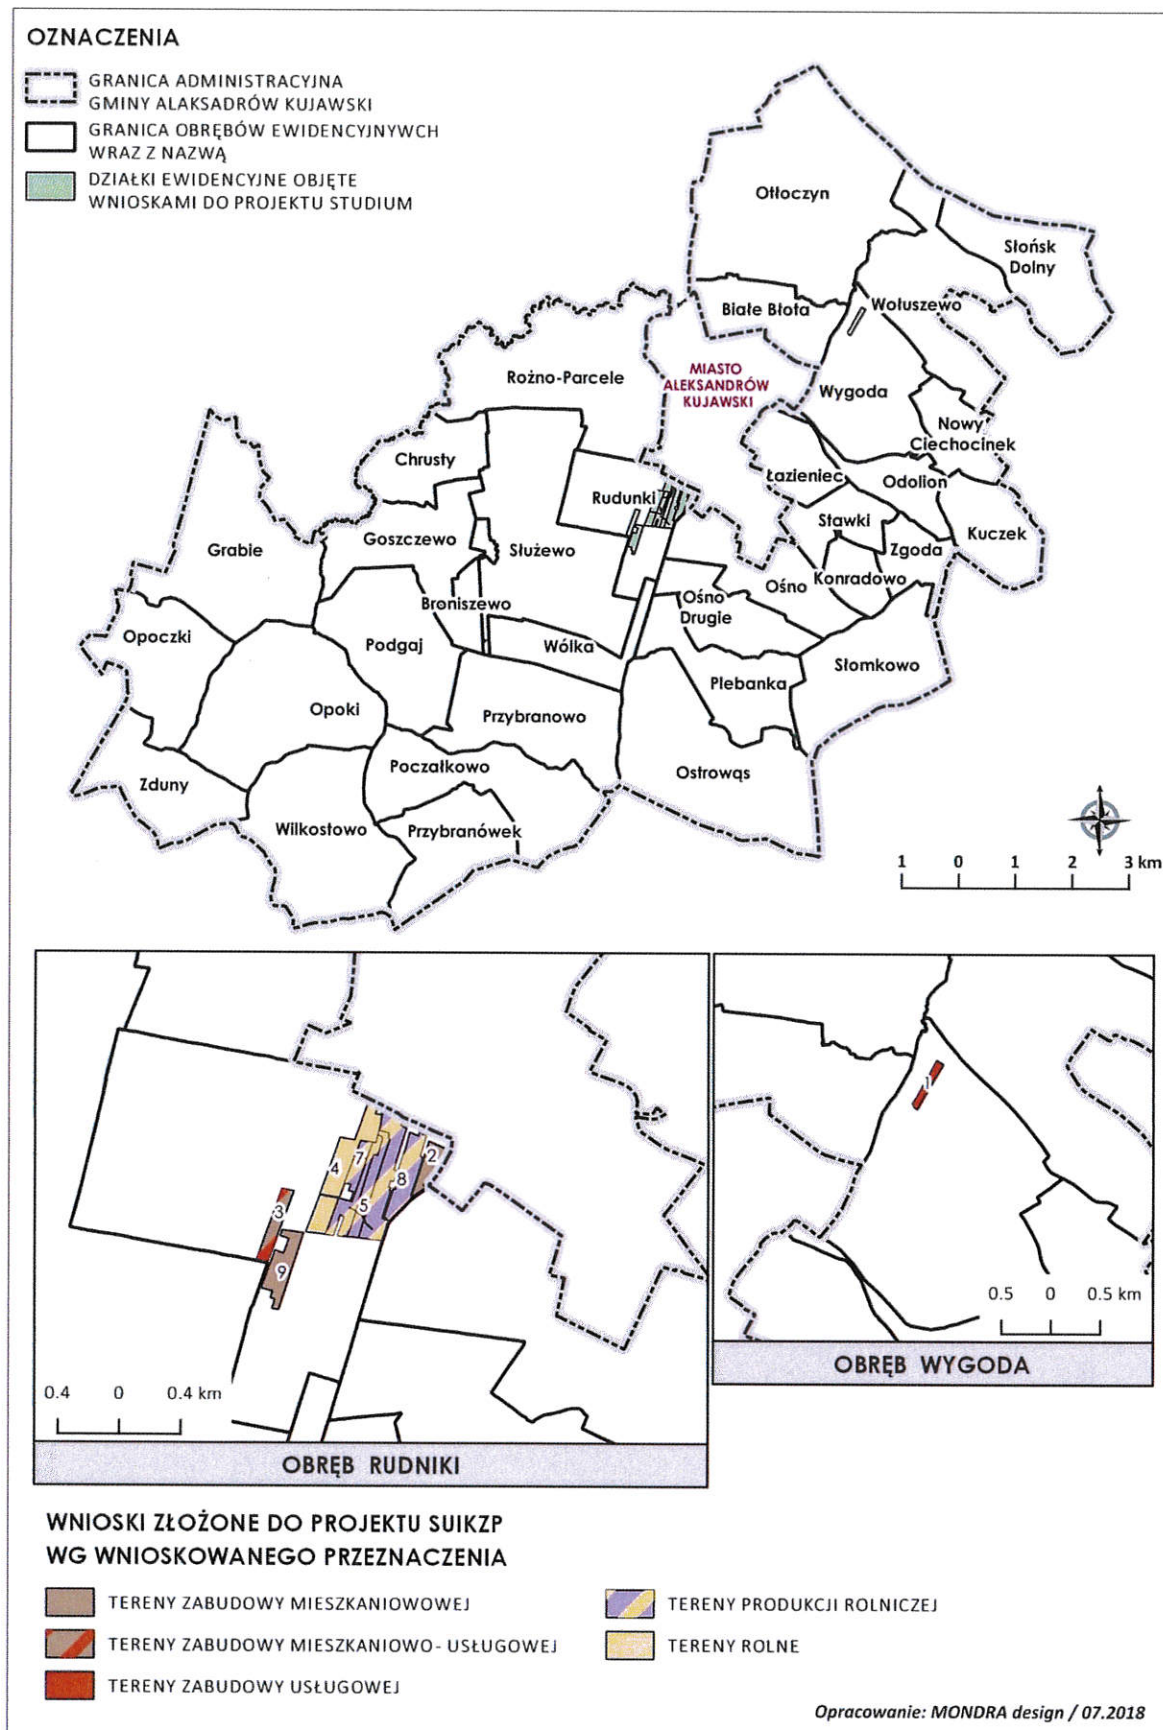 OZNACZENIA
GRANICA ADMINISTRACYJNA
GMINY ALAKSADRÓW KUJAWSKI
GRANICA OBRĘBÓW EWIDENCYJNYWCH
WRAZ Z NAZWĄ
DZIAŁKI EWIDENCYJNE OBJĘTE
WNIOSKAMI DO PROJEKTU STUDIUM
Otłoczyn
Słońsk
Dolny
Białe Błota
Wołuszewo
Rożno-Parcele
MIASTO
ALEKSANDRÓW
KUJAWSKI
Wygoda
Nowy
Ciechocinek
Chrusty
Łazieniec
Odolion
Rudunki
Stawki
Kuczek
Goszczewo
Służewo
Zgoda
Grabie
Konradowo
Ośno
Broniszewo
Ośno
Drugie
Opoczki
Podgaj
Wólka
Słomkowo
Plebanka
Opoki
Przybranowo
Poczałkowo
Ostrowąs
Zduny
Wilkostowo
Przybranówek
1 0 1 2 3 km
4
7
2
8
5
3
9
0.4 0 0.4 km
OBRĘB RUDNIKI
1
0.5 0 0.5 km
OBRĘB WYGODA
WNIOSKI ZŁOŻONE DO PROJEKTU SUIKZP
WG WNIOSKOWANEGO PRZEZNACZENIA
TERENY ZABUDOWY MIESZKANIOWOWEJ
TERENY ZABUDOWY MIESZKANIOWO- USŁUGOWEJ
TERENY ZABUDOWY USŁUGOWEJ
TERENY PRODUKCJI ROLNICZEJ
TERENY ROLNE
Opracowanie: MONDRA design / 07.2018